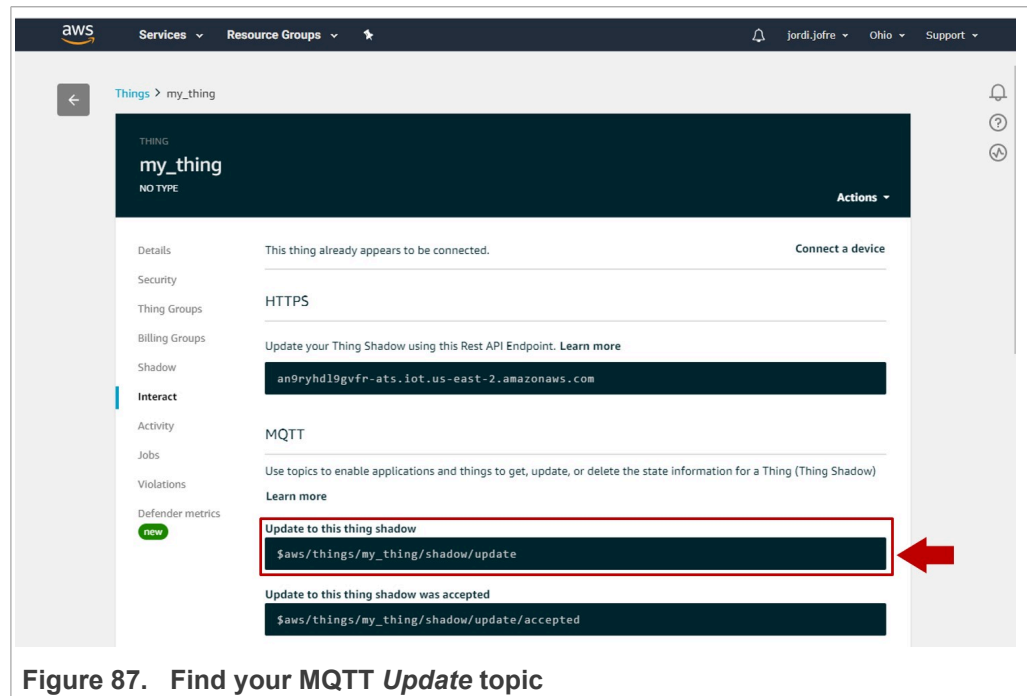 aws Services Resource Groups jordi.jofre Ohio Support
Things > my_thing
THING
my_thing
NO TYPE
Actions
Details
Security
Thing Groups
Billing Groups
Shadow
Interact
Activity
Jobs
Violations
Defender metrics
new
This thing already appears to be connected. Connect a device
HTTPS
Update your Thing Shadow using this Rest API Endpoint. Learn more
an9ryhdl9gvfr-ats.iot.us-east-2.amazonaws.com
MQTT
Use topics to enable applications and things to get, update, or delete the state information for a Thing (Thing Shadow)
Learn more
Update to this thing shadow
$aws/things/my_thing/shadow/update
Update to this thing shadow was accepted
$aws/things/my_thing/shadow/update/accepted
Figure 87. Find your MQTT Update topic